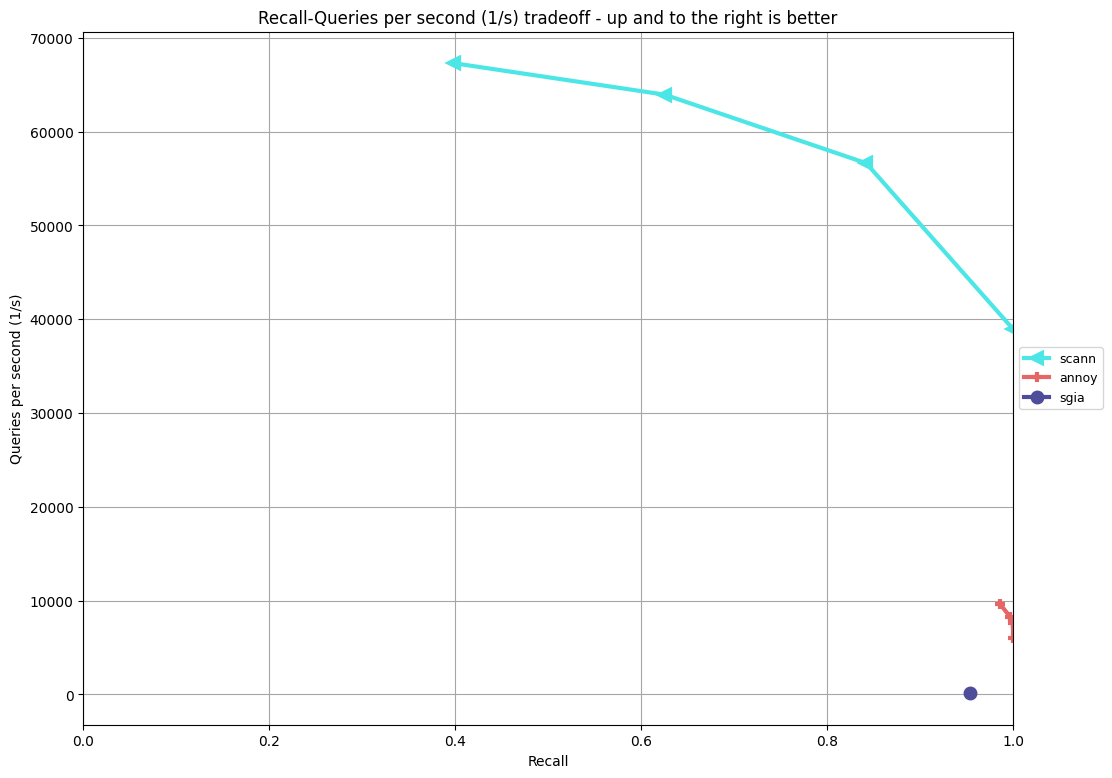 Recall-Queries per second (1/s) tradeoff - up and to the right is better
Queries per second (1/s)
70000
60000
50000
40000
30000
20000
10000
0
0.0 0.2 0.4 0.6 0.8 1.0
Recall
scann
annoy
sgia